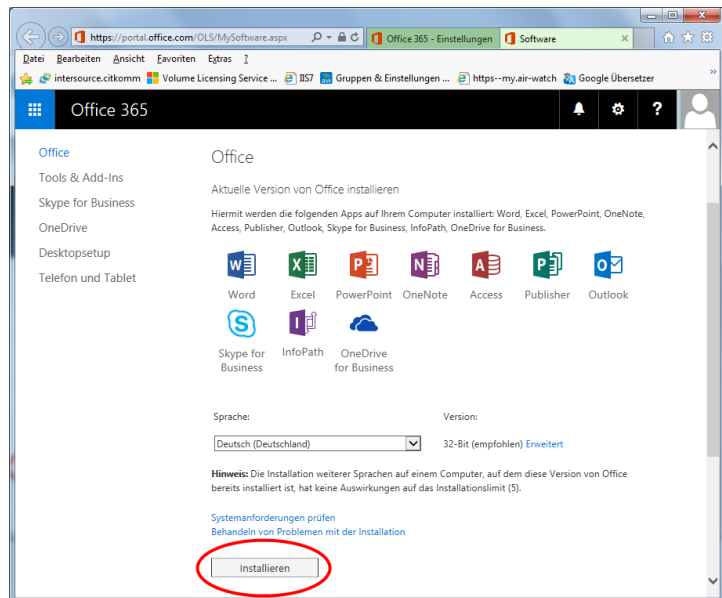 https://portal.office.com/OLS/MySoftware.aspx
Office 365 - Einstellungen
Software
Datei Bearbeiten Ansicht Favoriten Extras ?
intersource.citkomm
Volume Licensing Service ...
IIS7
Gruppen & Einstellungen ...
https--my.air-watch
Google Übersetzer
Office 365
?
Office
Tools & Add-Ins
Skype for Business
OneDrive
Desktopsetup
Telefon und Tablet
Office
Aktuelle Version von Office installieren
Hiermit werden die folgenden Apps auf Ihrem Computer installiert: Word, Excel, PowerPoint, OneNote,
Access, Publisher, Outlook, Skype for Business, InfoPath, OneDrive for Business.
Word Excel PowerPoint OneNote Access Publisher Outlook
Skype for
Business
InfoPath
OneDrive
for Business
Sprache: Version:
Deutsch (Deutschland) 32-Bit (empfohlen) Erweitert
Hinweis: Die Installation weiterer Sprachen auf einem Computer, auf dem diese Version von Office
bereits installiert ist, hat keine Auswirkungen auf das Installationslimit (5).
Systemanforderungen prüfen
Behandeln von Problemen mit der Installation
Installieren